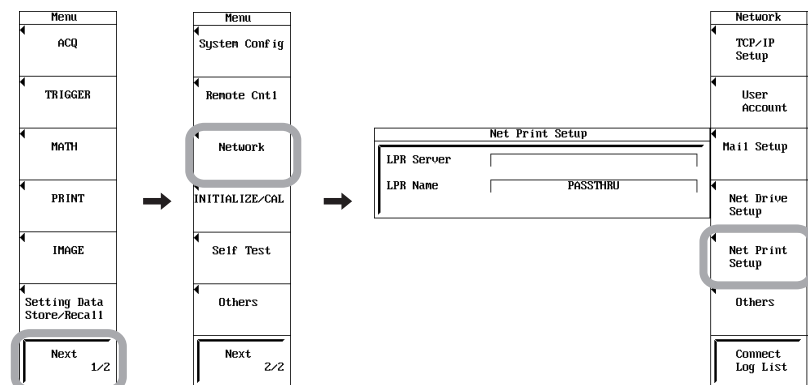 Menu
ACQ
TRIGGER
MATH
PRINT
IMAGE
Setting Data
Store/Recall
Next
1/2
Menu
System Config
Remote Cntl
Network
INITIALIZE/CAL
Self Test
Others
Next
2/2
Net Print Setup
LPR Server
LPR Name
PASSTHRU
Network
TCP/IP
Setup
User
Account
Mail Setup
Net Drive
Setup
Net Print
Setup
Others
Connect
Log List